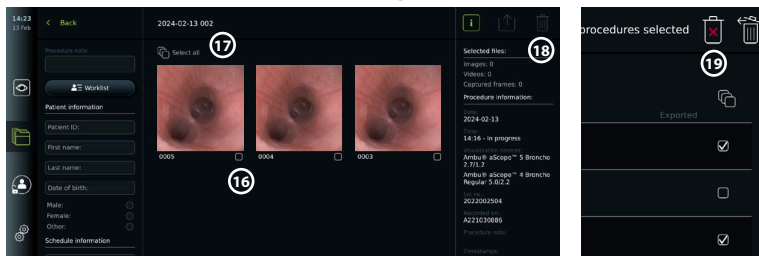 14:23
13 Feb
Back
2024-02-13 002
procedures selected
17
18
19
16
Select all
Procedure note
Worklist
Patient information
Patient ID:
First name:
Last name:
Date of birth:
Male:
Female:
Other:
Schedule information
0005
0004
0003
Selected files:
Images: 0
Videos: 0
Captured frames: 0
Procedure information:
Date:
2024-02-13
Time:
14:16 - In progress
Visualization devices:
Ambu® aScope™ 5 Broncho
2.7/1.2
Ambu® aScope™ 4 Broncho
Regular 5.0/2.2
Lot no.:
2022002504
Recorded on:
A221030886
Procedure note:
Timestamps:
Exported